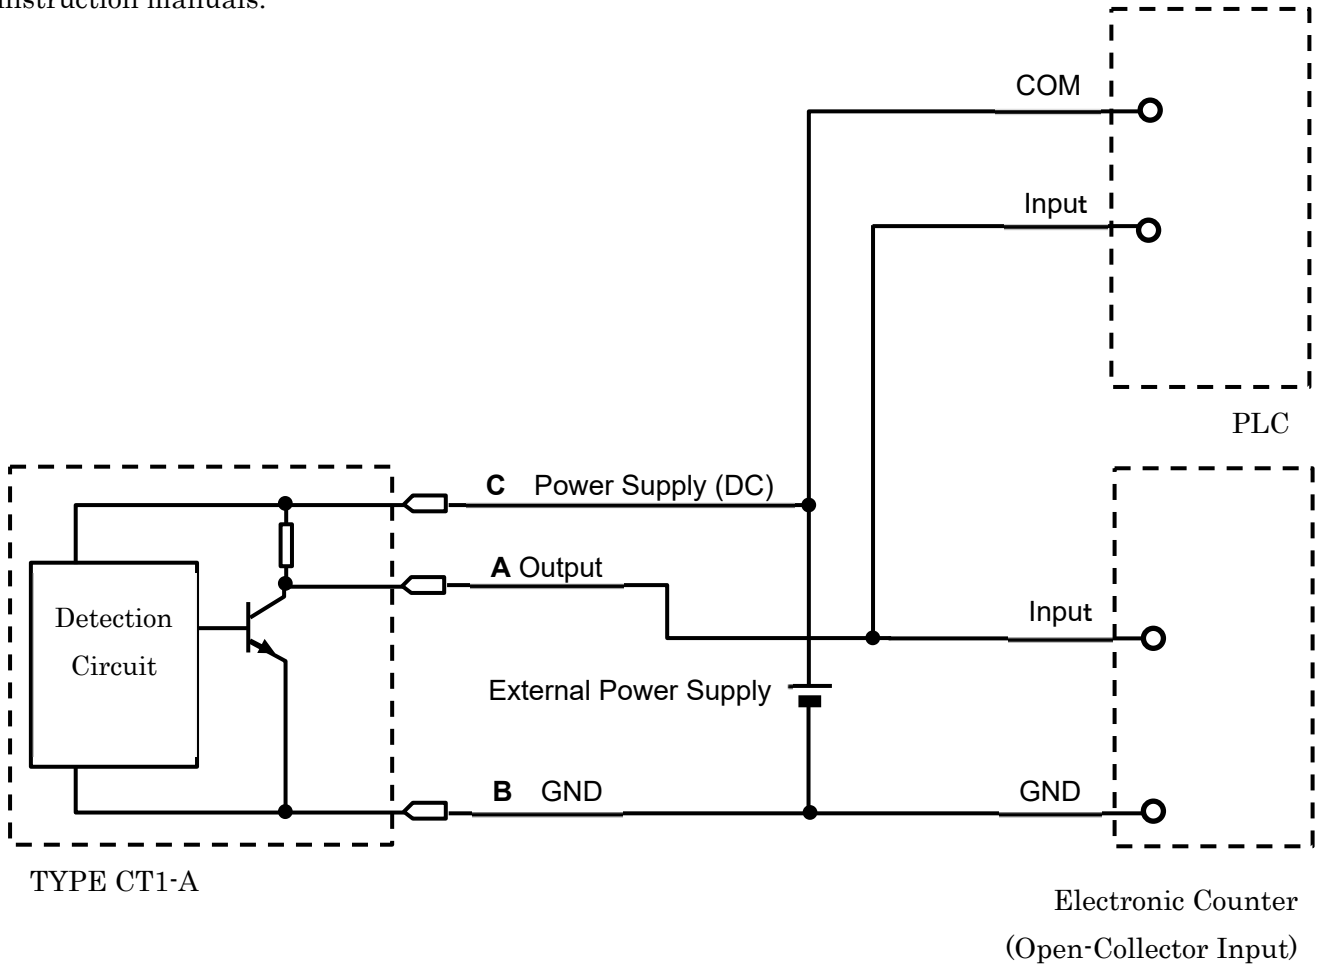 instruction manuals.
COM
Input
PLC
C Power Supply (DC)
A Output
Detection
Circuit
Input
External Power Supply
B GND
GND
TYPE CT1-A
Electronic Counter
(Open-Collector Input)